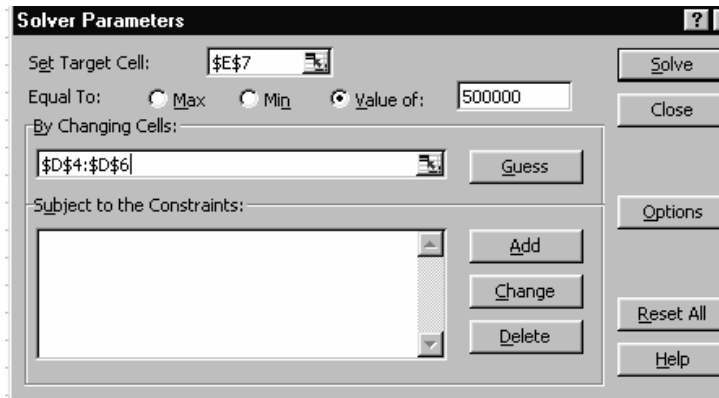 Solver Parameters ?
Set Target Cell: $E$7 Solve
Equal To: Max Min Value of: 500000 Close
By Changing Cells:
$D$4:$D$6 Guess
Subject to the Constraints: Options
Add
Change
Reset All
Delete
Help